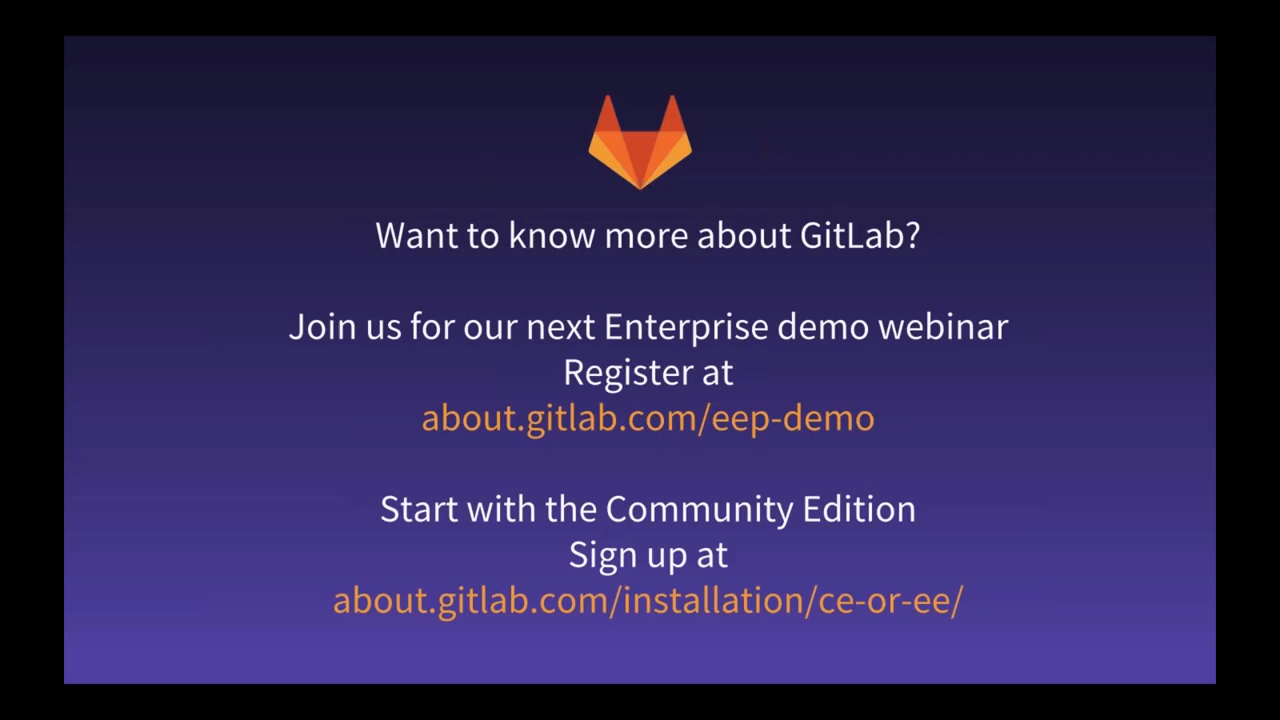 Want to know more about GitLab?
Join us for our next Enterprise demo webinar
Register at
about.gitlab.com/eep-demo
Start with the Community Edition
Sign up at
about.gitlab.com/installation/ce-or-ee/